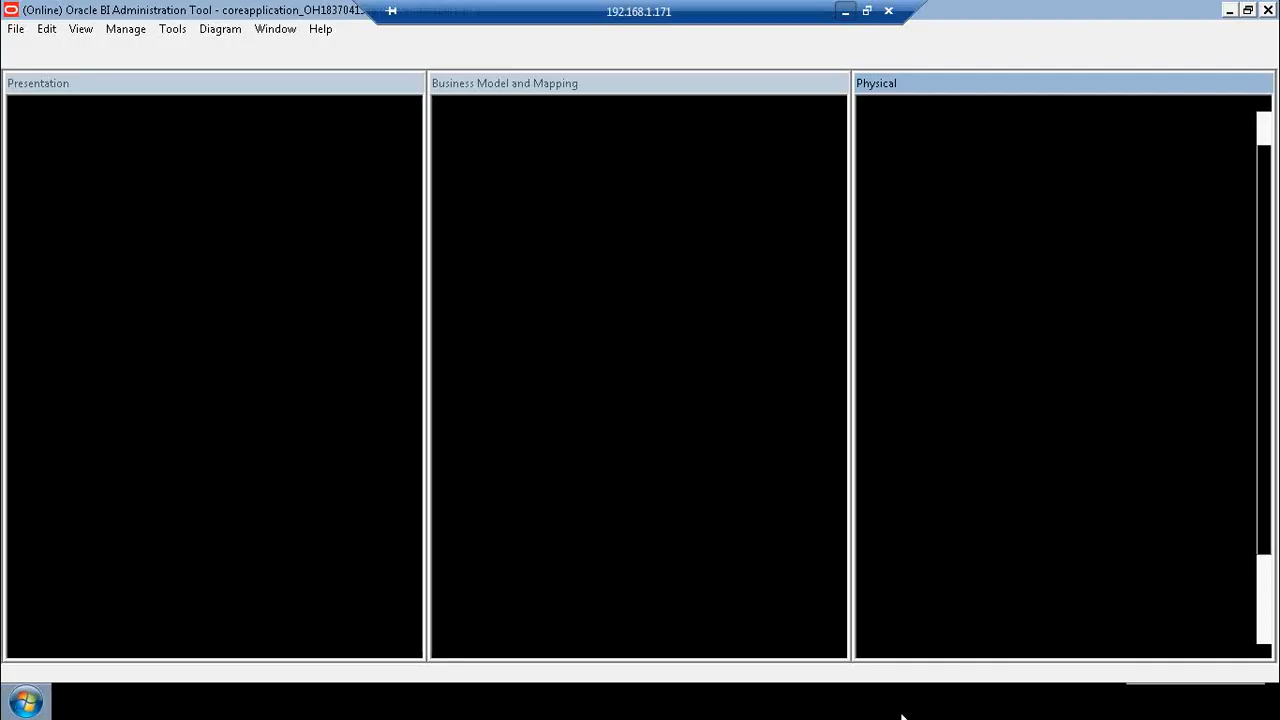 (Online) Oracle BI Administration Tool - coreapplication_OH1837041
192.168.1.171
File Edit View Manage Tools Diagram Window Help
Presentation
Business Model and Mapping
Physical